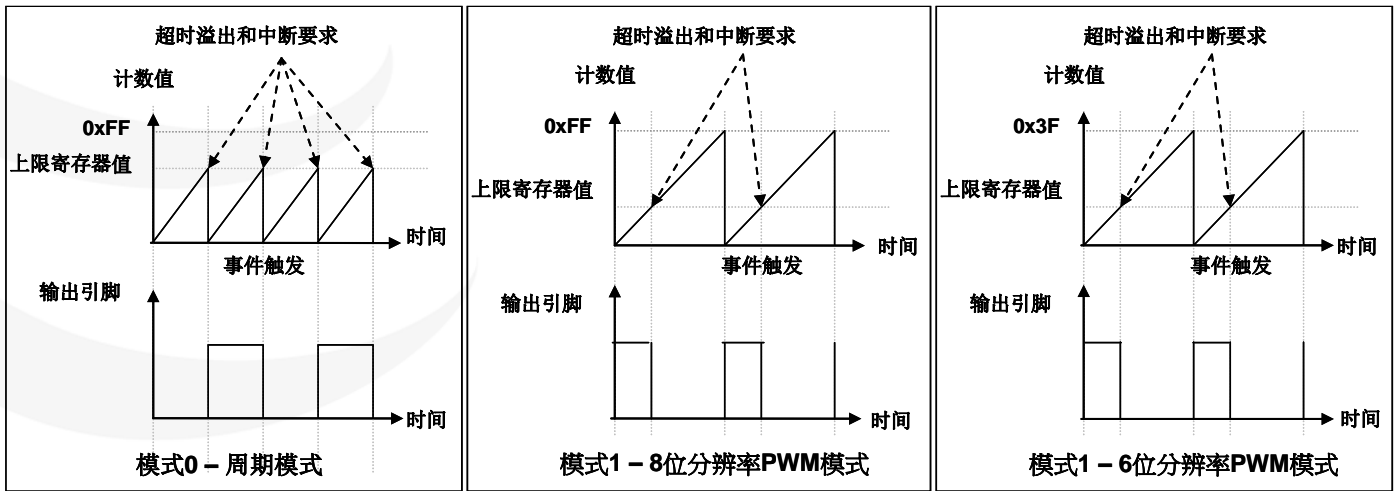 超时溢出和中断要求
计数值
0xFF
上限寄存器值
时间
事件触发
输出引脚
时间
模式0 – 周期模式
超时溢出和中断要求
计数值
0xFF
上限寄存器值
时间
事件触发
输出引脚
时间
模式1 – 8位分辨率PWM模式
超时溢出和中断要求
计数值
0x3F
上限寄存器值
时间
事件触发
输出引脚
时间
模式1 – 6位分辨率PWM模式